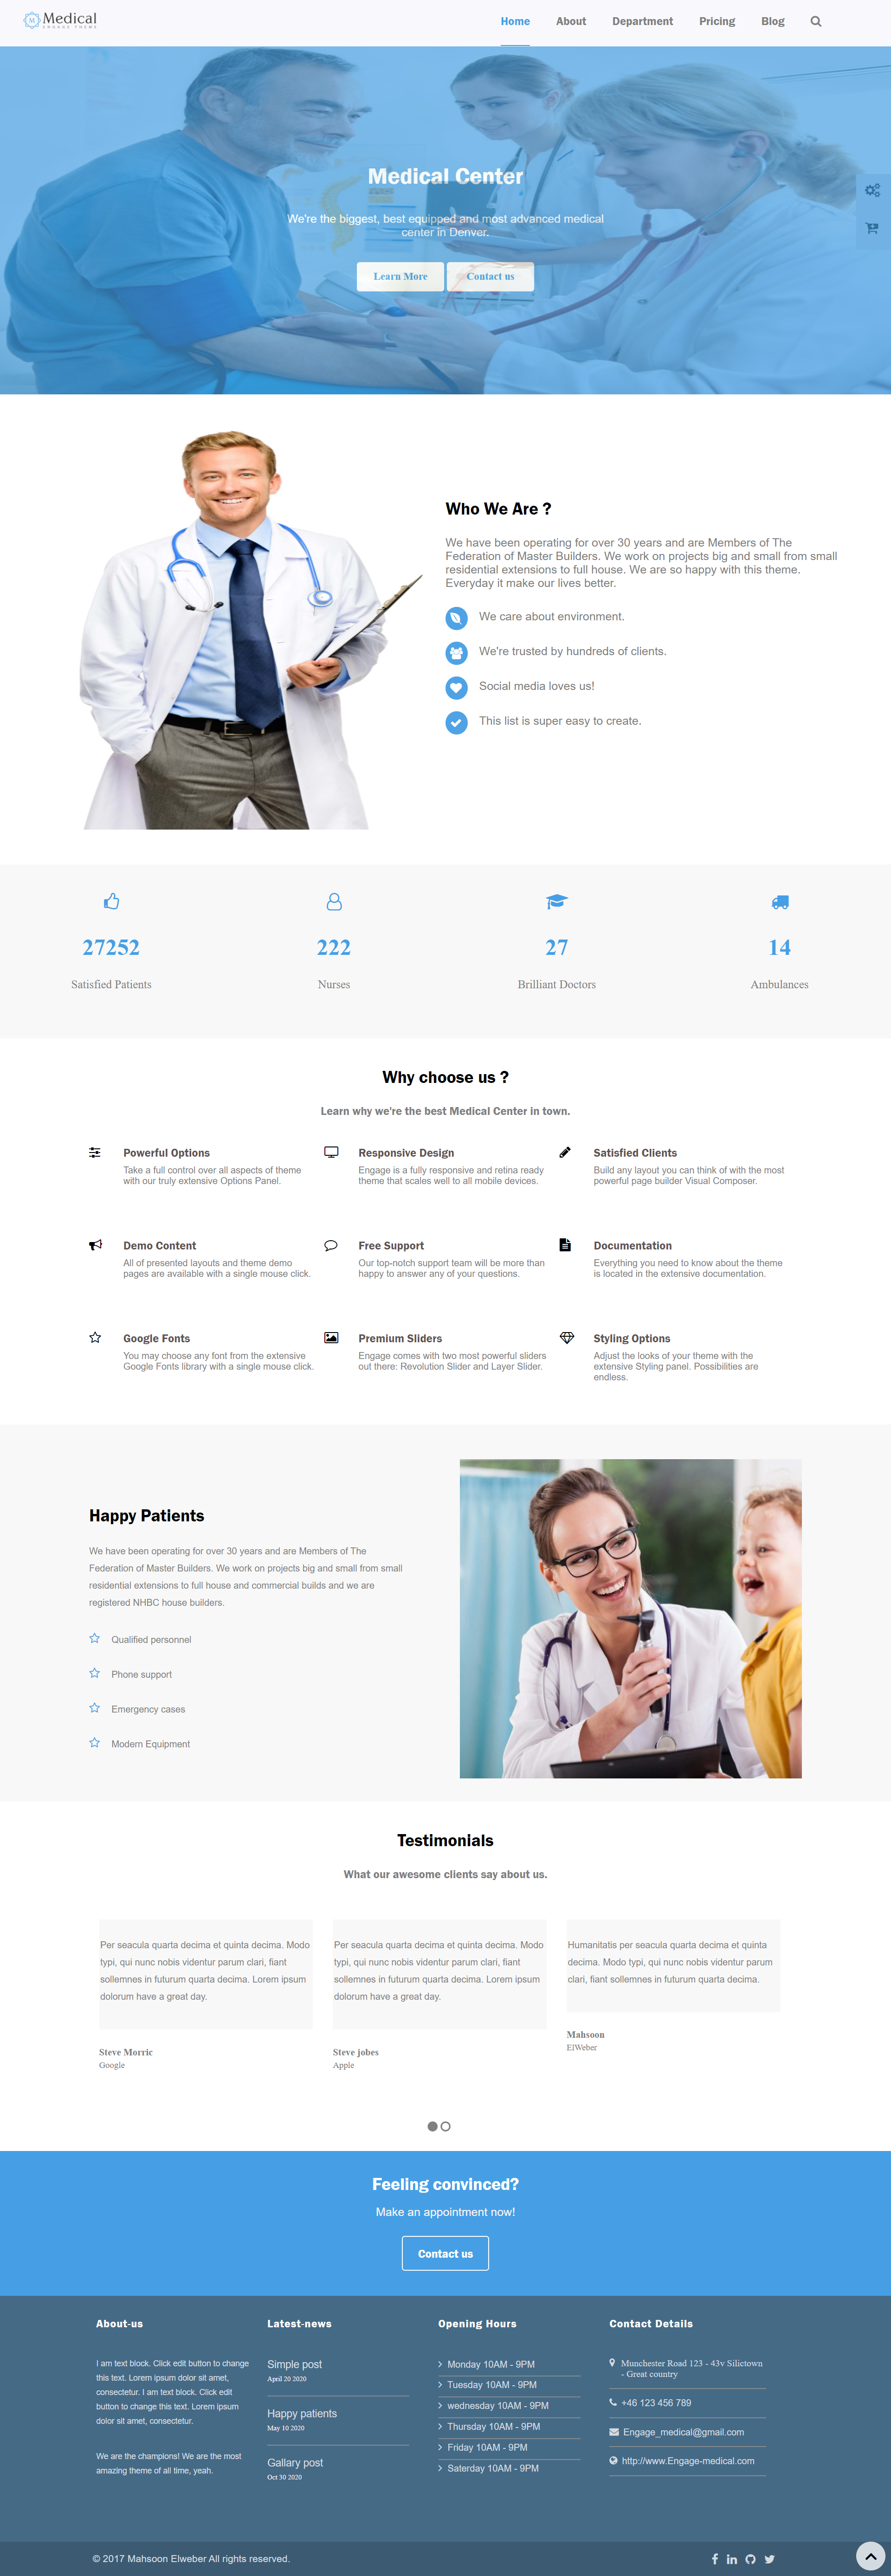 Medical
ENGAGE THEME
Home About Department Pricing Blog
Medical Center
We're the biggest, best equipped and most advanced medical
center in Denver.
Learn More Contact us
Who We Are ?
We have been operating for over 30 years and are Members of The
Federation of Master Builders. We work on projects big and small from small
residential extensions to full house. We are so happy with this theme.
Everyday it make our lives better.
We care about environment.
We're trusted by hundreds of clients.
Social media loves us!
This list is super easy to create.
27252
Satisfied Patients
222
Nurses
27
Brilliant Doctors
14
Ambulances
Why choose us ?
Learn why we're the best Medical Center in town.
Powerful Options
Take a full control over all aspects of theme
with our truly extensive Options Panel.
Responsive Design
Engage is a fully responsive and retina ready
theme that scales well to all mobile devices.
Satisfied Clients
Build any layout you can think of with the most
powerful page builder Visual Composer.
Demo Content
All of presented layouts and theme demo
pages are available with a single mouse click.
Free Support
Our top-notch support team will be more than
happy to answer any of your questions.
Documentation
Everything you need to know about the theme
is located in the extensive documentation.
Google Fonts
You may choose any font from the extensive
Google Fonts library with a single mouse click.
Premium Sliders
Engage comes with two most powerful sliders
out there: Revolution Slider and Layer Slider.
Styling Options
Adjust the looks of your theme with the
extensive Styling panel. Possibilities are
endless.
Happy Patients
We have been operating for over 30 years and are Members of The
Federation of Master Builders. We work on projects big and small from small
residential extensions to full house and commercial builds and we are
registered NHBC house builders.
Qualified personnel
Phone support
Emergency cases
Modern Equipment
Testimonials
What our awesome clients say about us.
Per seacula quarta decima et quinta decima. Modo
typi, qui nunc nobis videntur parum clari, fiant
sollemnes in futurum quarta decima. Lorem ipsum
dolorum have a great day.
Steve Morric
Google
Per seacula quarta decima et quinta decima. Modo
typi, qui nunc nobis videntur parum clari, fiant
sollemnes in futurum quarta decima. Lorem ipsum
dolorum have a great day.
Steve jobes
Apple
Humanitatis per seacula quarta decima et quinta
decima. Modo typi, qui nunc nobis videntur parum
clari, fiant sollemnes in futurum quarta decima.
Mahsoon
ElWeber
Feeling convinced?
Make an appointment now!
Contact us
About-us
I am text block. Click edit button to change
this text. Lorem ipsum dolor sit amet,
consectetur. I am text block. Click edit
button to change this text. Lorem ipsum
dolor sit amet, consectetur.
We are the champions! We are the most
amazing theme of all time, yeah.
Latest-news
Simple post
April 20 2020
Happy patients
May 10 2020
Gallary post
Oct 30 2020
Opening Hours
Monday 10AM - 9PM
Tuesday 10AM - 9PM
wednesday 10AM - 9PM
Thursday 10AM - 9PM
Friday 10AM - 9PM
Saterday 10AM - 9PM
Contact Details
Munchester Road 123 - 43v Silictown
- Great country
+46 123 456 789
Engage_medical@gmail.com
http://www.Engage-medical.com
© 2017 Mahsoon Elweber All rights reserved.